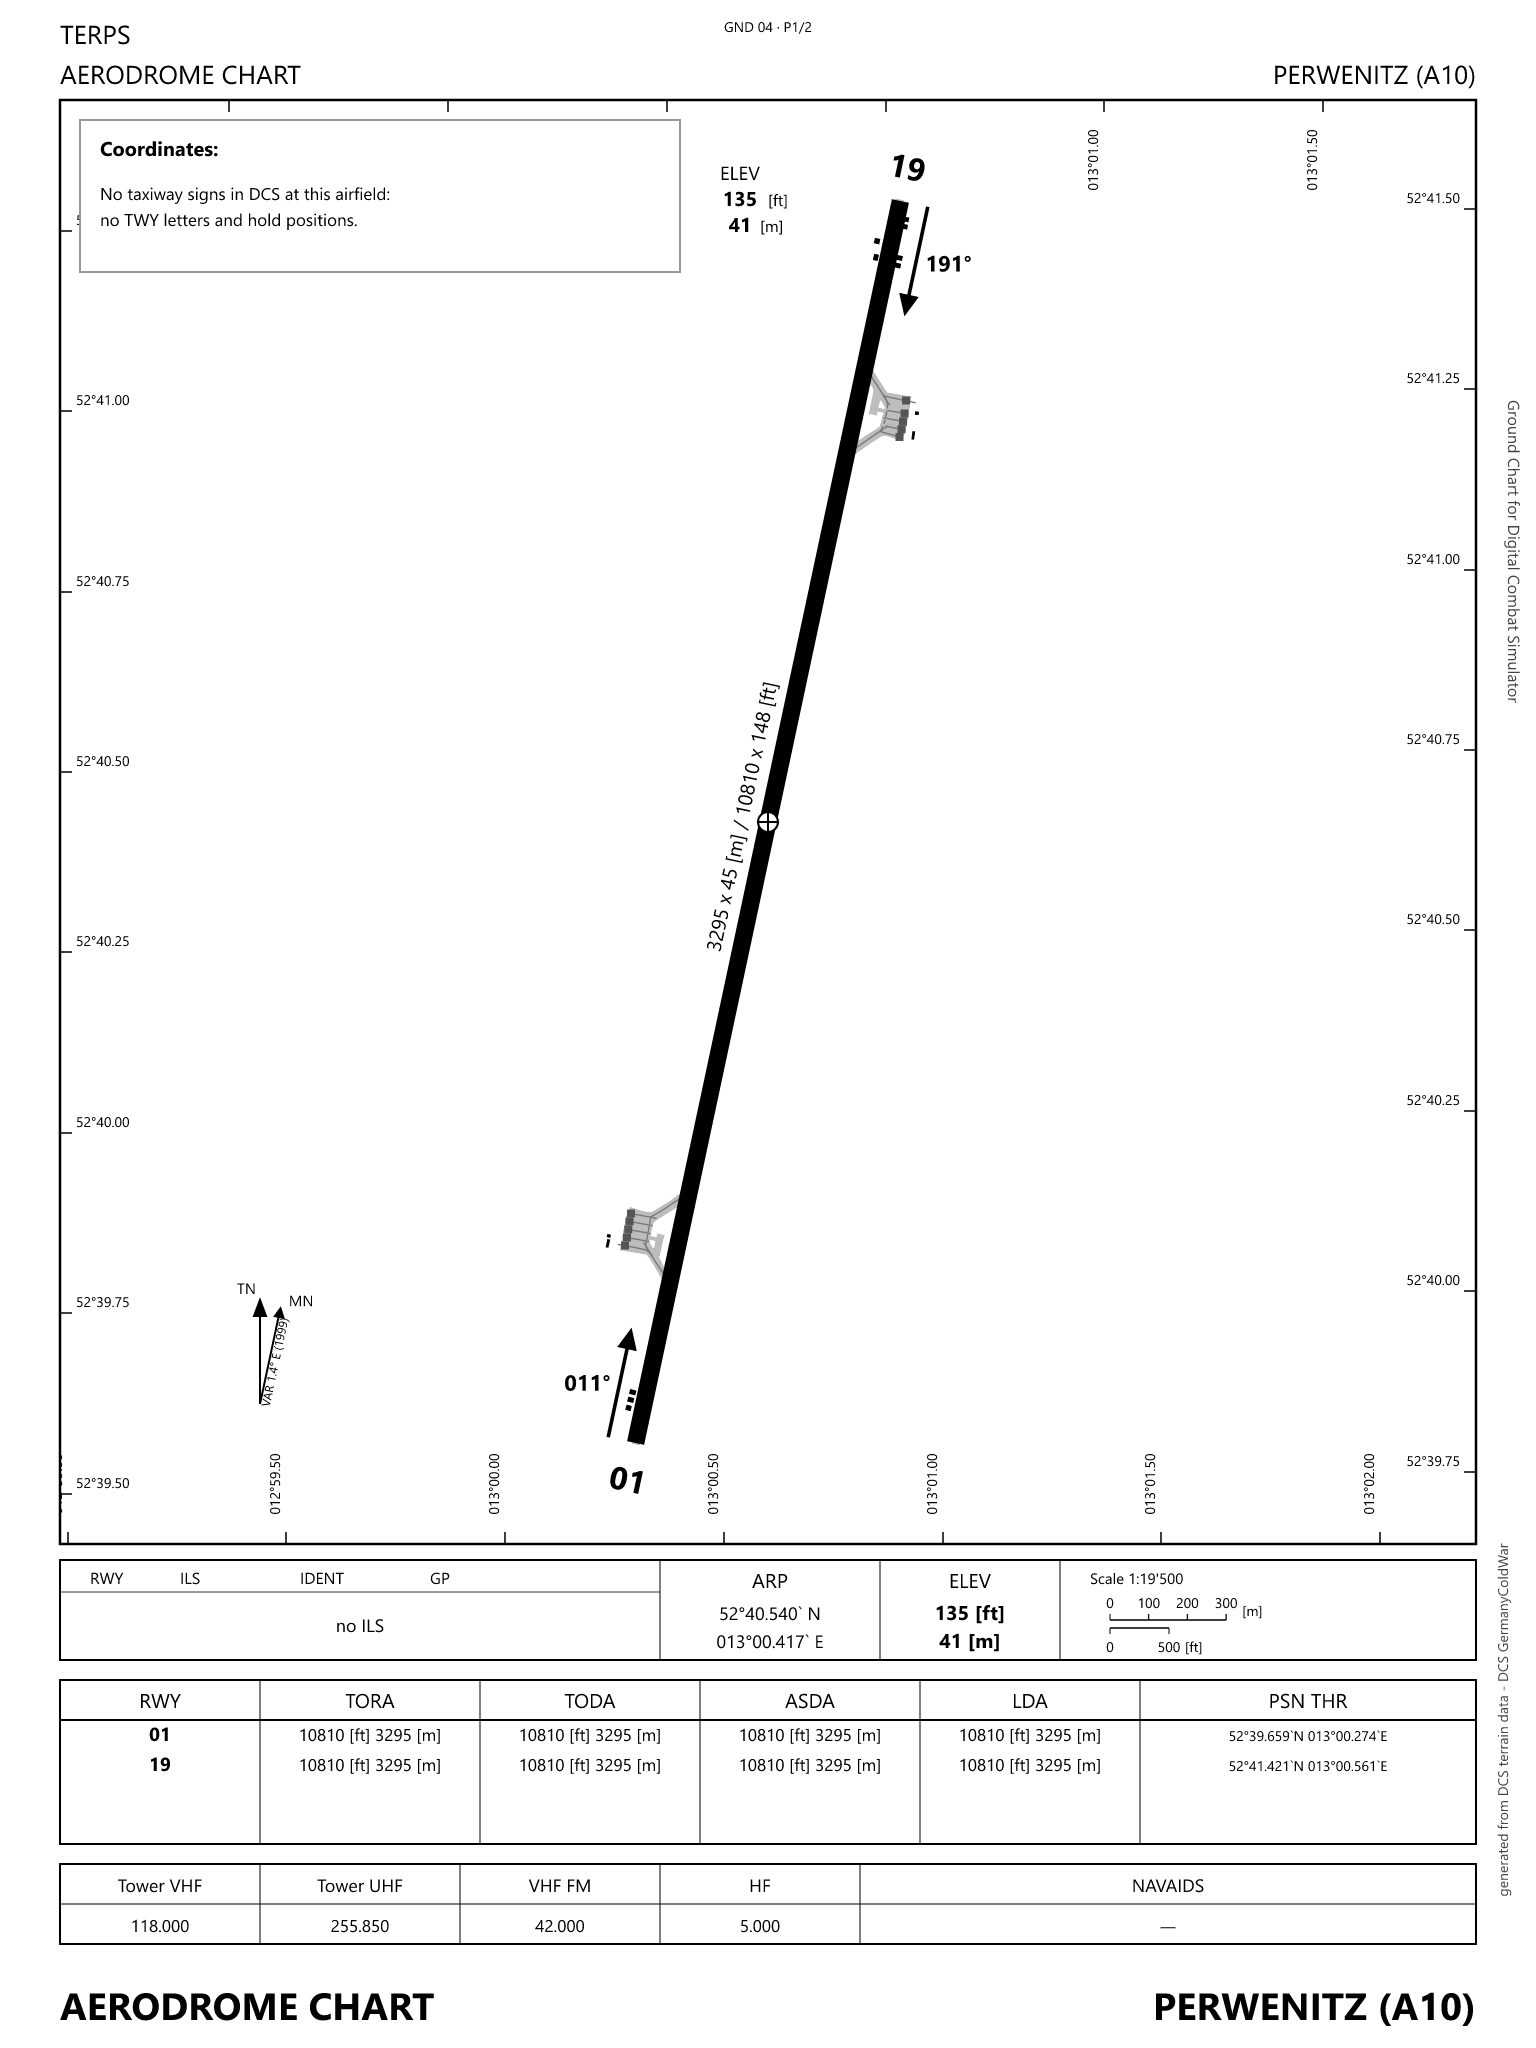 GND 04 · P1/2
TERPS
AERODROME CHART
PERWENITZ (A10)
Coordinates:
No taxiway signs in DCS at this airfield:
no TWY letters and hold positions.
ELEV
135 [ft]
41 [m]
19
191°
013°01.00
013°01.50
52°41.50
52°41.25
52°41.00
52°40.75
52°40.50
52°40.25
52°40.00
52°39.75
52°41.00
52°40.75
52°40.50
52°40.25
52°40.00
52°39.75
52°39.50
3295 x 45 [m] / 10810 x 148 [ft]
TN
MN
VAR 1.4° E (1999)
011°
01
012°59.50
013°00.00
013°00.50
013°01.00
013°01.50
013°02.00
Ground Chart for Digital Combat Simulator
RWY ILS IDENT GP
no ILS
ARP
52°40.540` N
013°00.417` E
ELEV
135 [ft]
41 [m]
Scale 1:19'500
0 100 200 300 [m]
0 500 [ft]
RWY TORA TODA ASDA LDA PSN THR
01 10810 [ft] 3295 [m] 10810 [ft] 3295 [m] 10810 [ft] 3295 [m] 10810 [ft] 3295 [m] 52°39.659`N 013°00.274`E
19 10810 [ft] 3295 [m] 10810 [ft] 3295 [m] 10810 [ft] 3295 [m] 10810 [ft] 3295 [m] 52°41.421`N 013°00.561`E
Tower VHF Tower UHF VHF FM HF NAVAIDS
118.000 255.850 42.000 5.000 —
generated from DCS terrain data - DCS GermanyColdWar
AERODROME CHART
PERWENITZ (A10)